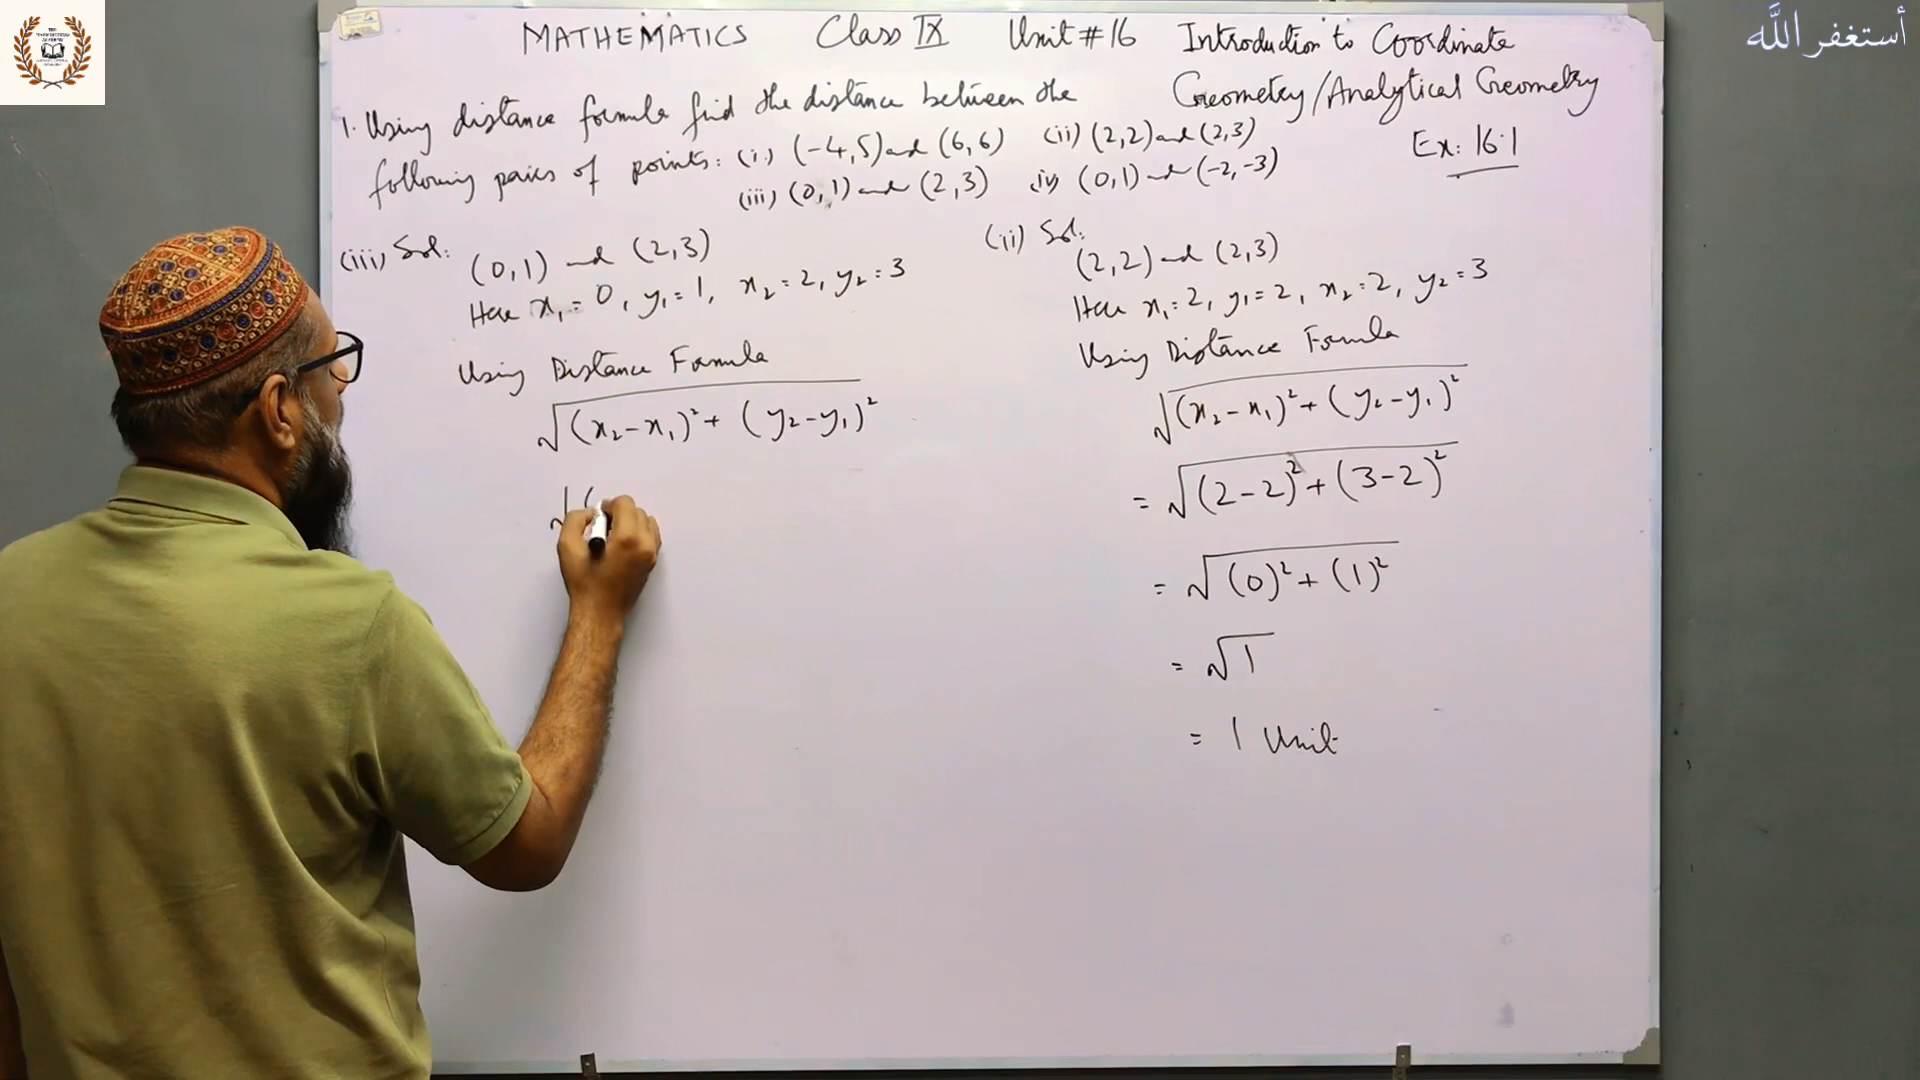 MATHEMATICS Class IX Unit # 16 Introduction to Coordinate
Geometry/Analytical Geometry
Ex: 16.1
1. Using distance formula find the distance between the
following pairs of points: (i) (-4,5) and (6,6) (ii) (2,2) and (2,3)
(iii) (0,1) and (2,3) (iv) (0,1) and (-2,-3)
(iii) Sol:
(0,1) and (2,3)
Here x₁=0, y₁=1, x₂=2, y₂=3
Using Distance Formula
√(x₂-x₁)²+(y₂-y₁)²
√(
(ii) Sol:
(2,2) and (2,3)
Here x₁=2, y₁=2, x₂=2, y₂=3
Using Distance Formula
√(x₂-x₁)²+(y₂-y₁)²
= √(2-2)²+(3-2)²
= √(0)²+(1)²
= √1
= 1 Unit
أستغفر الله